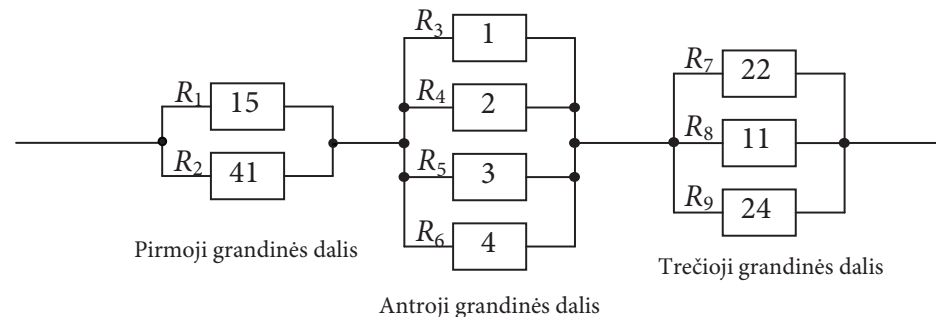 R1 15
R2 41
Pirmoji grandinės dalis
R3 1
R4 2
R5 3
R6 4
Antroji grandinės dalis
R7 22
R8 11
R9 24
Trečioji grandinės dalis